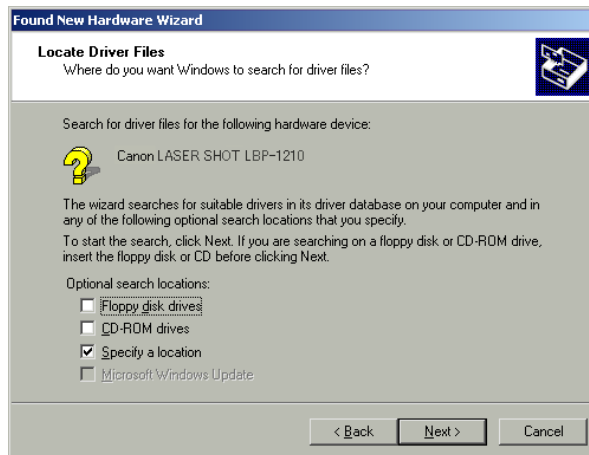 Found New Hardware Wizard
Locate Driver Files
Where do you want Windows to search for driver files?
Search for driver files for the following hardware device:
Canon LASER SHOT LBP-1210
The wizard searches for suitable drivers in its driver database on your computer and in
any of the following optional search locations that you specify.
To start the search, click Next. If you are searching on a floppy disk or CD-ROM drive,
insert the floppy disk or CD before clicking Next.
Optional search locations:
Floppy disk drives
CD-ROM drives
Specify a location
Microsoft Windows Update
< Back Next > Cancel